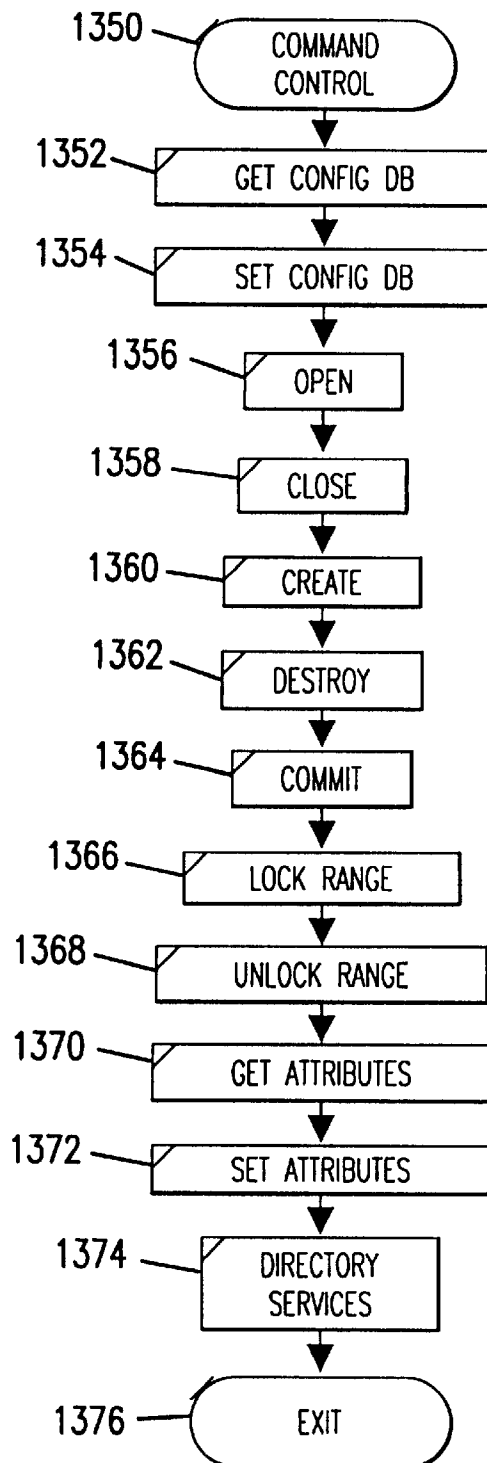 1350
COMMAND
CONTROL
1352
GET CONFIG DB
1354
SET CONFIG DB
1356
OPEN
1358
CLOSE
1360
CREATE
1362
DESTROY
1364
COMMIT
1366
LOCK RANGE
1368
UNLOCK RANGE
1370
GET ATTRIBUTES
1372
SET ATTRIBUTES
1374
DIRECTORY
SERVICES
1376
EXIT